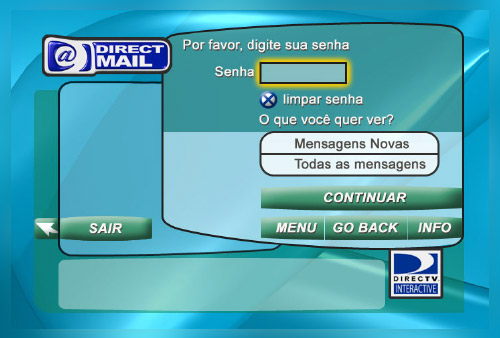 @ DIRECT
MAIL
Por favor, digite sua senha
Senha
limpar senha
O que você quer ver?
Mensagens Novas
Todas as mensagens
CONTINUAR
SAIR
MENU GO BACK INFO
DIRECTV
INTERACTIVE